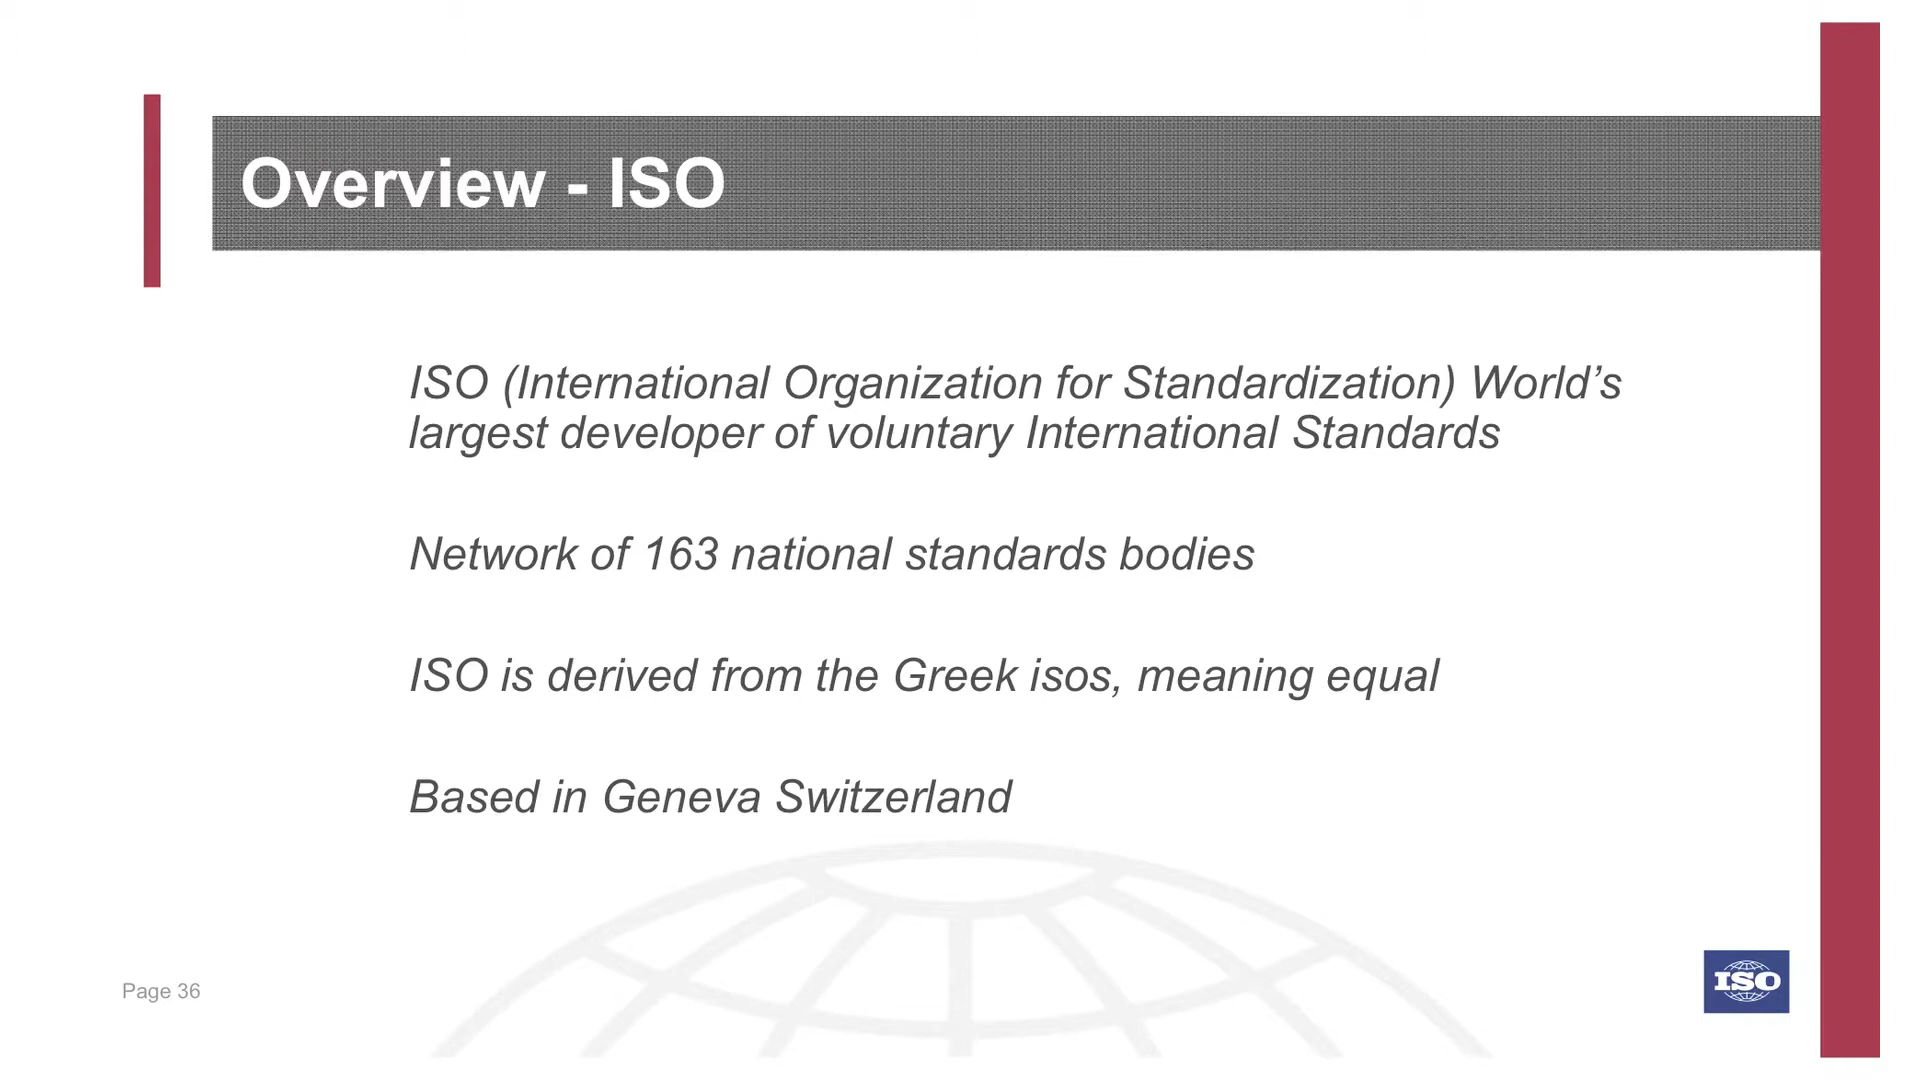 Overview - ISO
ISO (International Organization for Standardization) World’s
largest developer of voluntary International Standards
Network of 163 national standards bodies
ISO is derived from the Greek isos, meaning equal
Based in Geneva Switzerland
Page 36
ISO